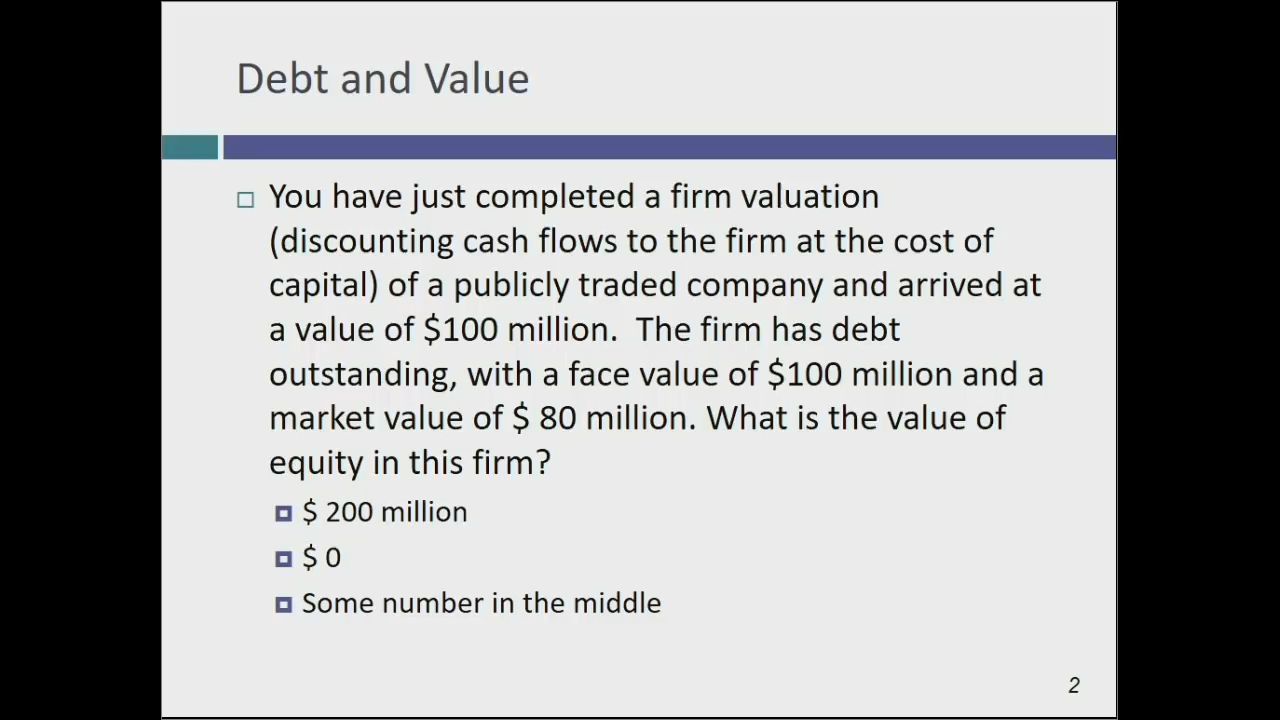 Debt and Value
You have just completed a firm valuation
(discounting cash flows to the firm at the cost of
capital) of a publicly traded company and arrived at
a value of $100 million.  The firm has debt
outstanding, with a face value of $100 million and a
market value of $ 80 million. What is the value of
equity in this firm?
$ 200 million
$ 0
Some number in the middle
2